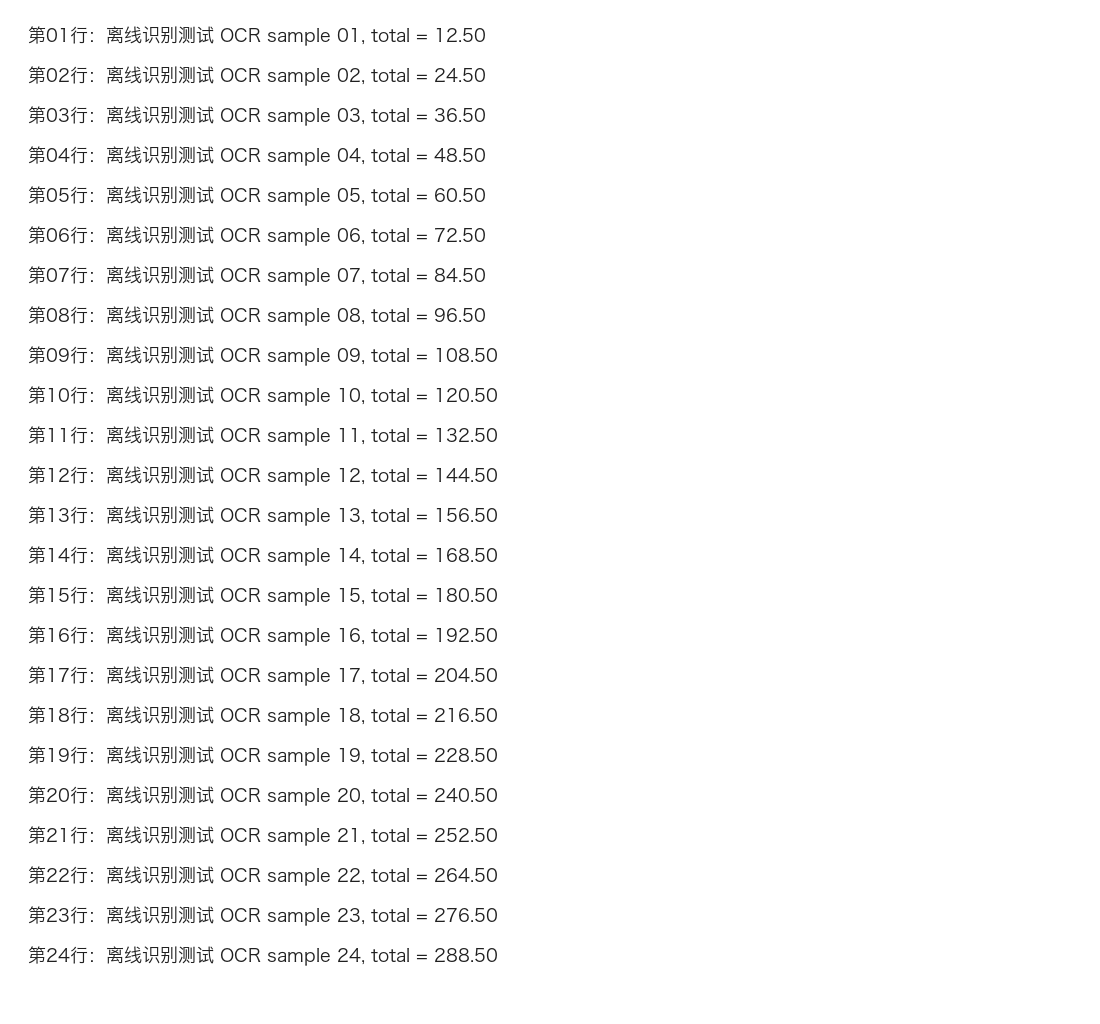 第01行：离线识别测试 OCR sample 01, total = 12.50
第02行：离线识别测试 OCR sample 02, total = 24.50
第03行：离线识别测试 OCR sample 03, total = 36.50
第04行：离线识别测试 OCR sample 04, total = 48.50
第05行：离线识别测试 OCR sample 05, total = 60.50
第06行：离线识别测试 OCR sample 06, total = 72.50
第07行：离线识别测试 OCR sample 07, total = 84.50
第08行：离线识别测试 OCR sample 08, total = 96.50
第09行：离线识别测试 OCR sample 09, total = 108.50
第10行：离线识别测试 OCR sample 10, total = 120.50
第11行：离线识别测试 OCR sample 11, total = 132.50
第12行：离线识别测试 OCR sample 12, total = 144.50
第13行：离线识别测试 OCR sample 13, total = 156.50
第14行：离线识别测试 OCR sample 14, total = 168.50
第15行：离线识别测试 OCR sample 15, total = 180.50
第16行：离线识别测试 OCR sample 16, total = 192.50
第17行：离线识别测试 OCR sample 17, total = 204.50
第18行：离线识别测试 OCR sample 18, total = 216.50
第19行：离线识别测试 OCR sample 19, total = 228.50
第20行：离线识别测试 OCR sample 20, total = 240.50
第21行：离线识别测试 OCR sample 21, total = 252.50
第22行：离线识别测试 OCR sample 22, total = 264.50
第23行：离线识别测试 OCR sample 23, total = 276.50
第24行：离线识别测试 OCR sample 24, total = 288.50